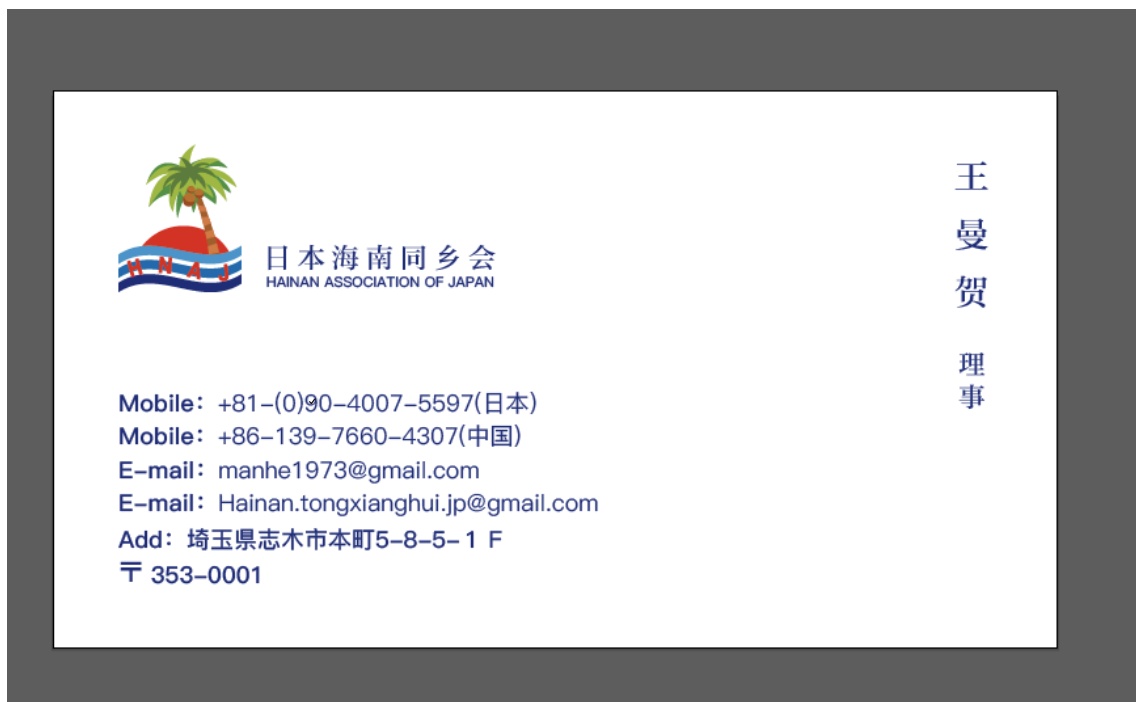 HNAJ
日本海南同乡会
HAINAN ASSOCIATION OF JAPAN
王曼贺
理事
Mobile：+81-(0)90-4007-5597(日本)
Mobile：+86-139-7660-4307(中国)
E-mail：manhe1973@gmail.com
E-mail：Hainan.tongxianghui.jp@gmail.com
Add：埼玉県志木市本町5-8-5-1 F
〒 353-0001